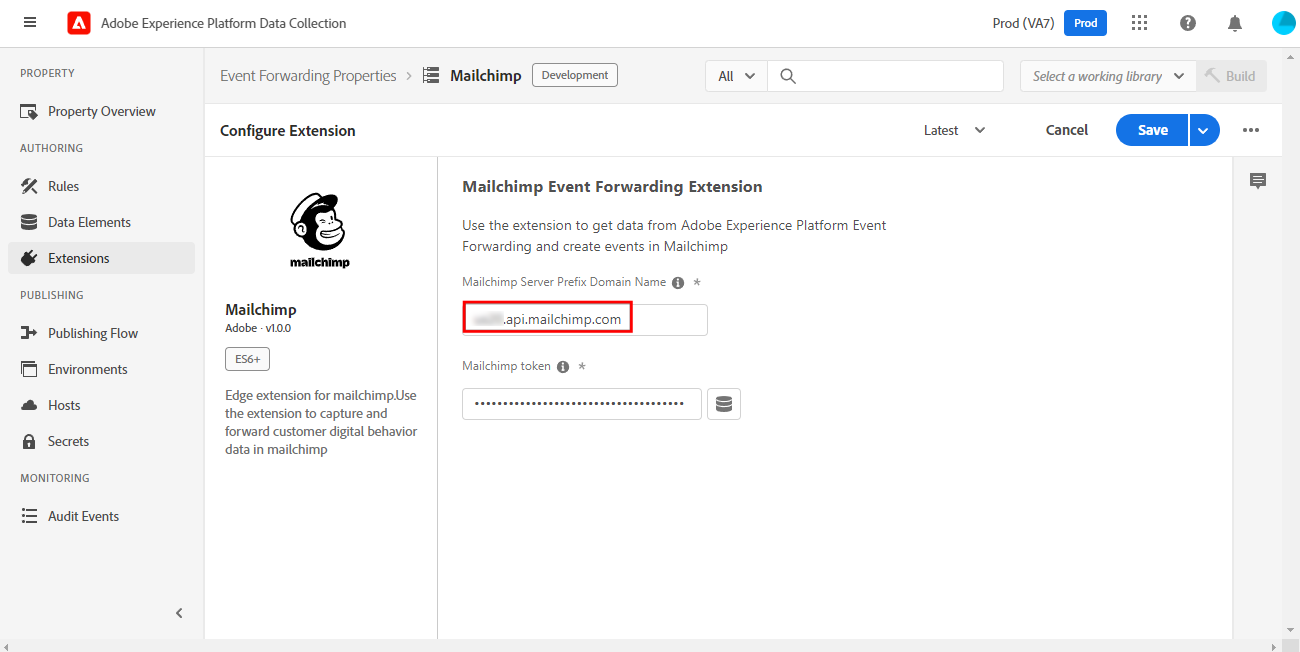 Adobe Experience Platform Data Collection
Prod (VA7)
Prod
PROPERTY
Property Overview
AUTHORING
Rules
Data Elements
Extensions
PUBLISHING
Publishing Flow
Environments
Hosts
Secrets
MONITORING
Audit Events
Event Forwarding Properties
Mailchimp
Development
All
Select a working library
Build
Configure Extension
Latest
Cancel
Save
mailchimp
Mailchimp
Adobe · v1.0.0
ES6+
Edge extension for mailchimp.Use
the extension to capture and
forward customer digital behavior
data in mailchimp
Mailchimp Event Forwarding Extension
Use the extension to get data from Adobe Experience Platform Event
Forwarding and create events in Mailchimp
Mailchimp Server Prefix Domain Name *
.api.mailchimp.com
Mailchimp token *